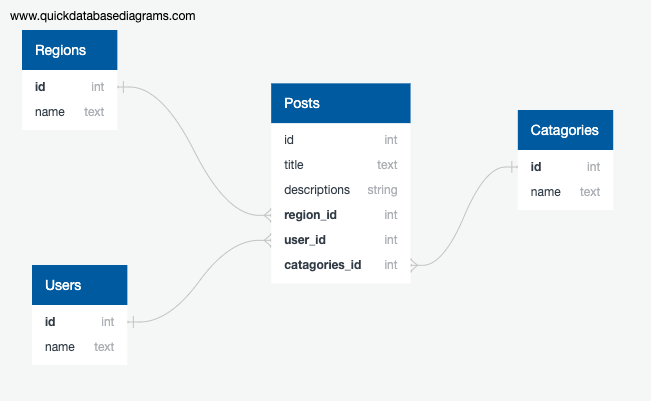 www.quickdatabasediagrams.com
Regions
id int
name text
Posts
id int
title text
descriptions string
region_id int
user_id int
catagories_id int
Catagories
id int
name text
Users
id int
name text